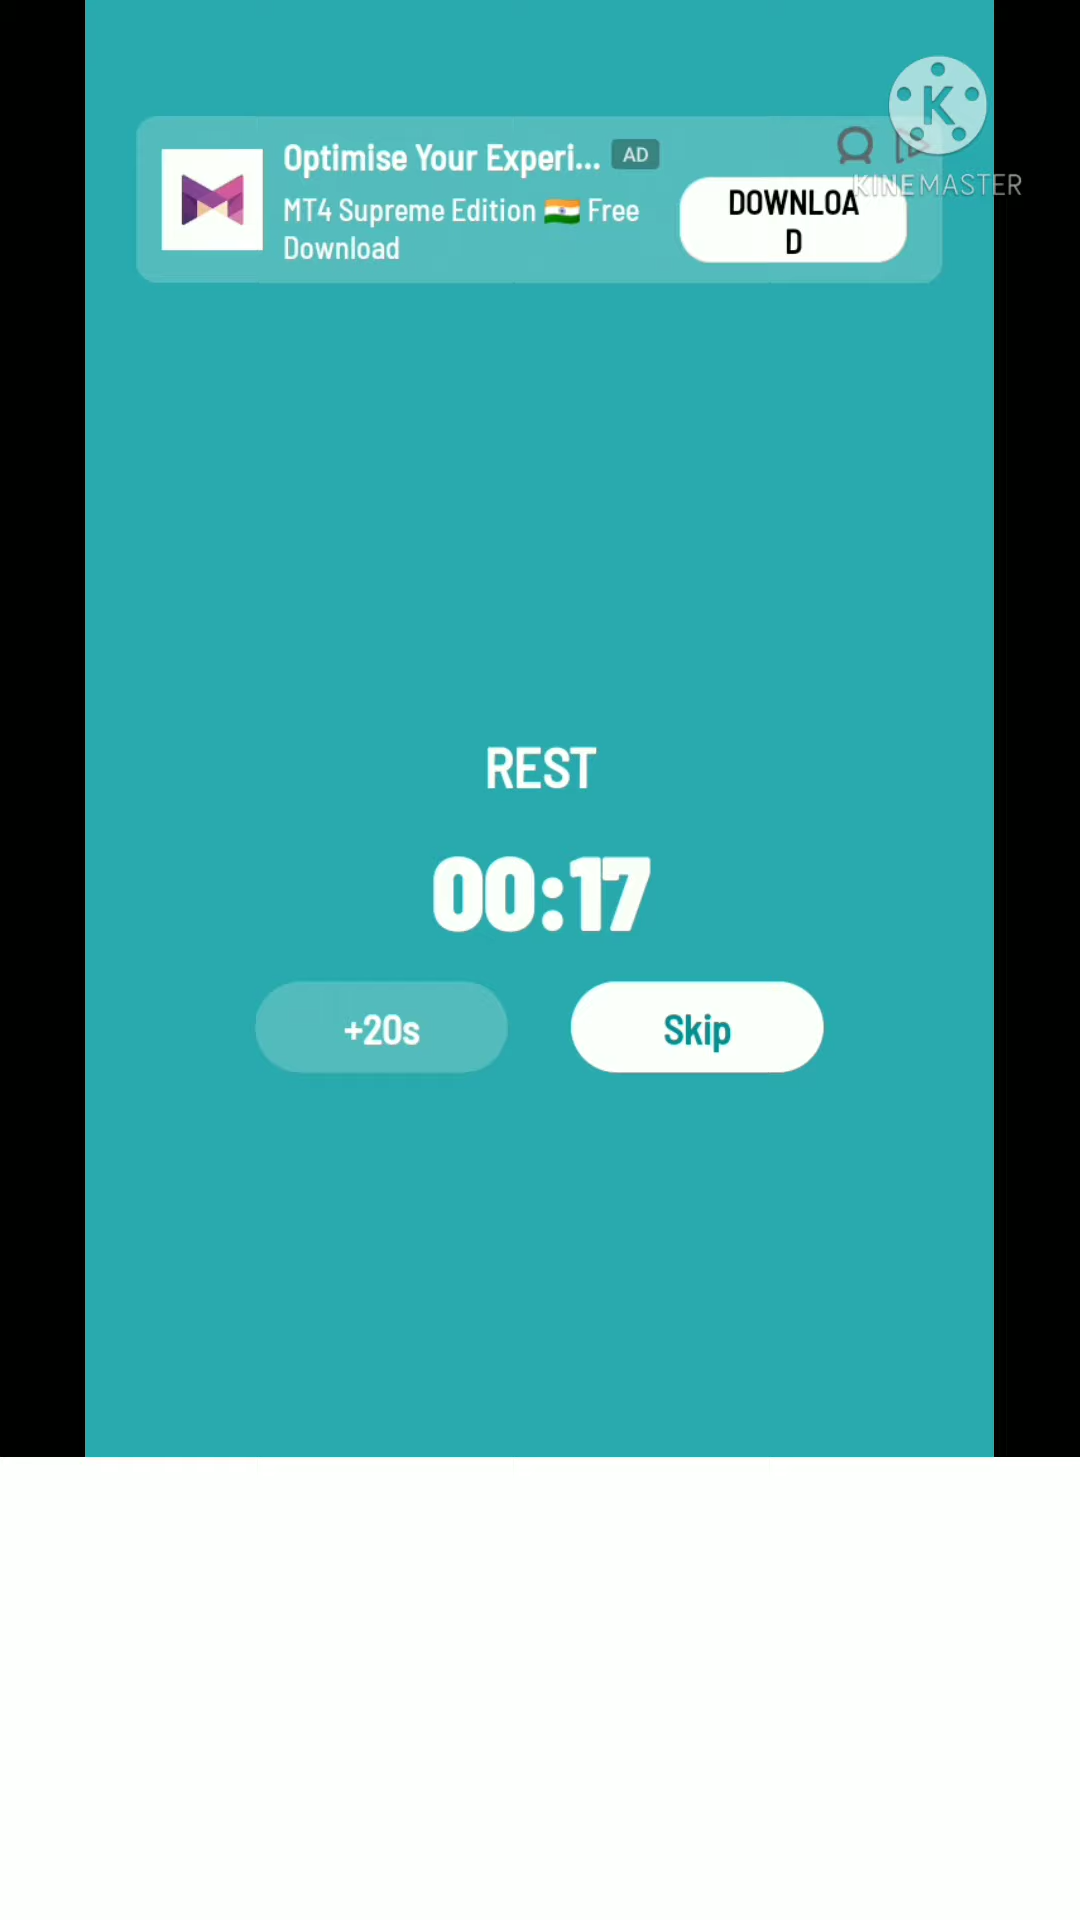 Optimise Your Experi... AD
MT4 Supreme Edition 🇮🇳 Free
Download
DOWNLOA
D
K
KINEMASTER
REST
00:17
+20s
Skip